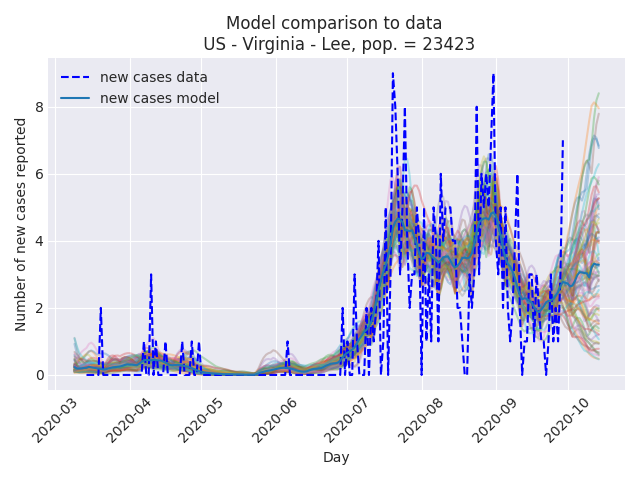 Model comparison to data
US - Virginia - Lee, pop. = 23423
new cases data
new cases model
Number of new cases reported
8
6
4
2
0
2020-03
2020-04
2020-05
2020-06
2020-07
2020-08
2020-09
2020-10
Day